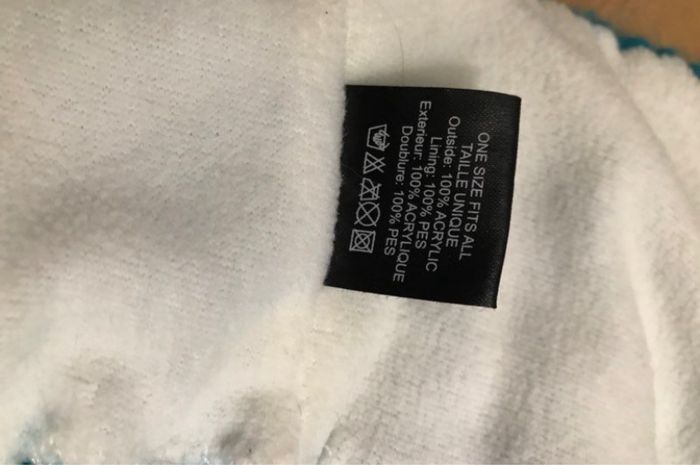 ONE SIZE FITS ALL
TAILLE UNIQUE
Outside: 100% ACRYLIC
Lining: 100% PES
Exterieur: 100% ACRYLIQUE
Doublure: 100% PES